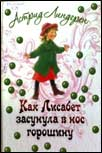 Астрид Линдгрен
Как Лисабет
засунула в нос
горошину